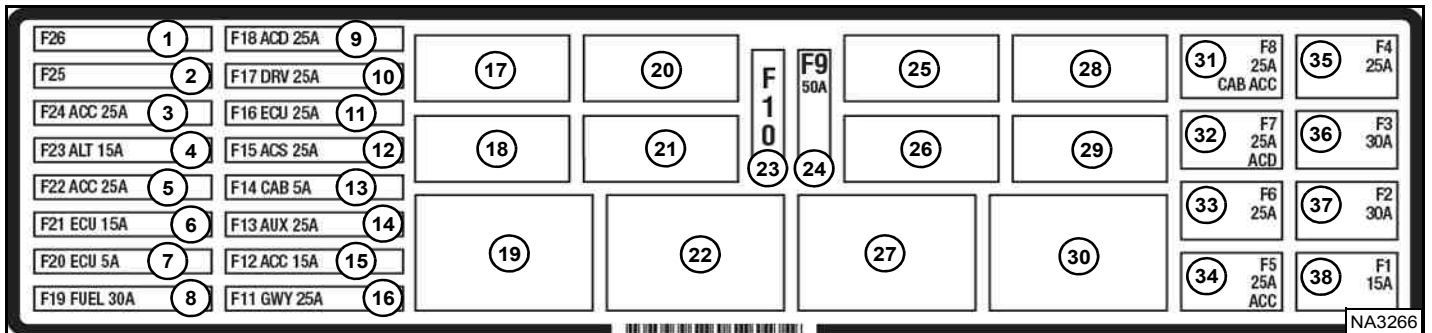 F26 1
F25 2
F24 ACC 25A 3
F23 ALT 15A 4
F22 ACC 25A 5
F21 ECU 15A 6
F20 ECU 5A 7
F19 FUEL 30A 8
F18 ACD 25A 9
F17 DRV 25A 10
F16 ECU 25A 11
F15 ACS 25A 12
F14 CAB 5A 13
F13 AUX 25A 14
F12 ACC 15A 15
F11 GWY 25A 16
17
18
19
20
21
22
F
1
0
23
F9
50A
24
25
26
27
28
29
30
31 F8
25A
CAB ACC
32 F7
25A
ACD
33 F6
25A
34 F5
25A
ACC
35 F4
25A
36 F3
30A
37 F2
30A
38 F1
15A
NA3266